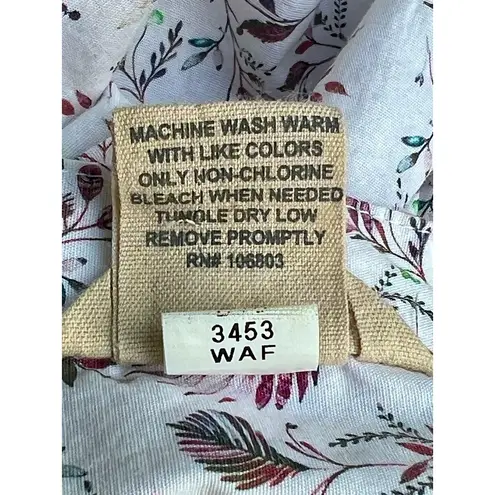 MACHINE WASH WARM
WITH LIKE COLORS
ONLY NON-CHLORINE
BLEACH WHEN NEEDED
TUMBLE DRY LOW
REMOVE PROMPTLY
RN# 106803
3453
WAF